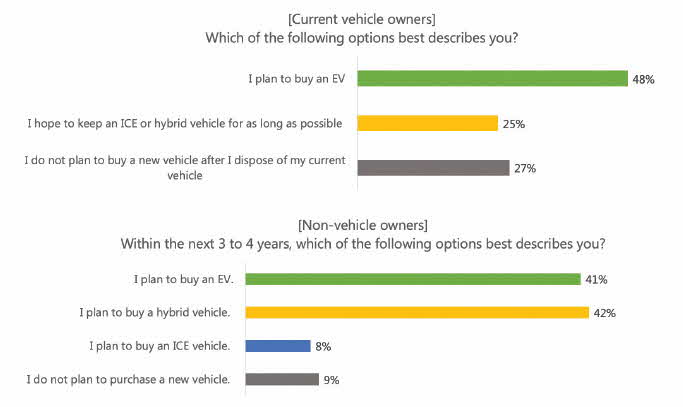 [Current vehicle owners]
Which of the following options best describes you?
I plan to buy an EV
48%
I hope to keep an ICE or hybrid vehicle for as long as possible
25%
I do not plan to buy a new vehicle after I dispose of my current
vehicle
27%
[Non-vehicle owners]
Within the next 3 to 4 years, which of the following options best describes you?
I plan to buy an EV.
41%
I plan to buy a hybrid vehicle.
42%
I plan to buy an ICE vehicle.
8%
I do not plan to purchase a new vehicle.
9%